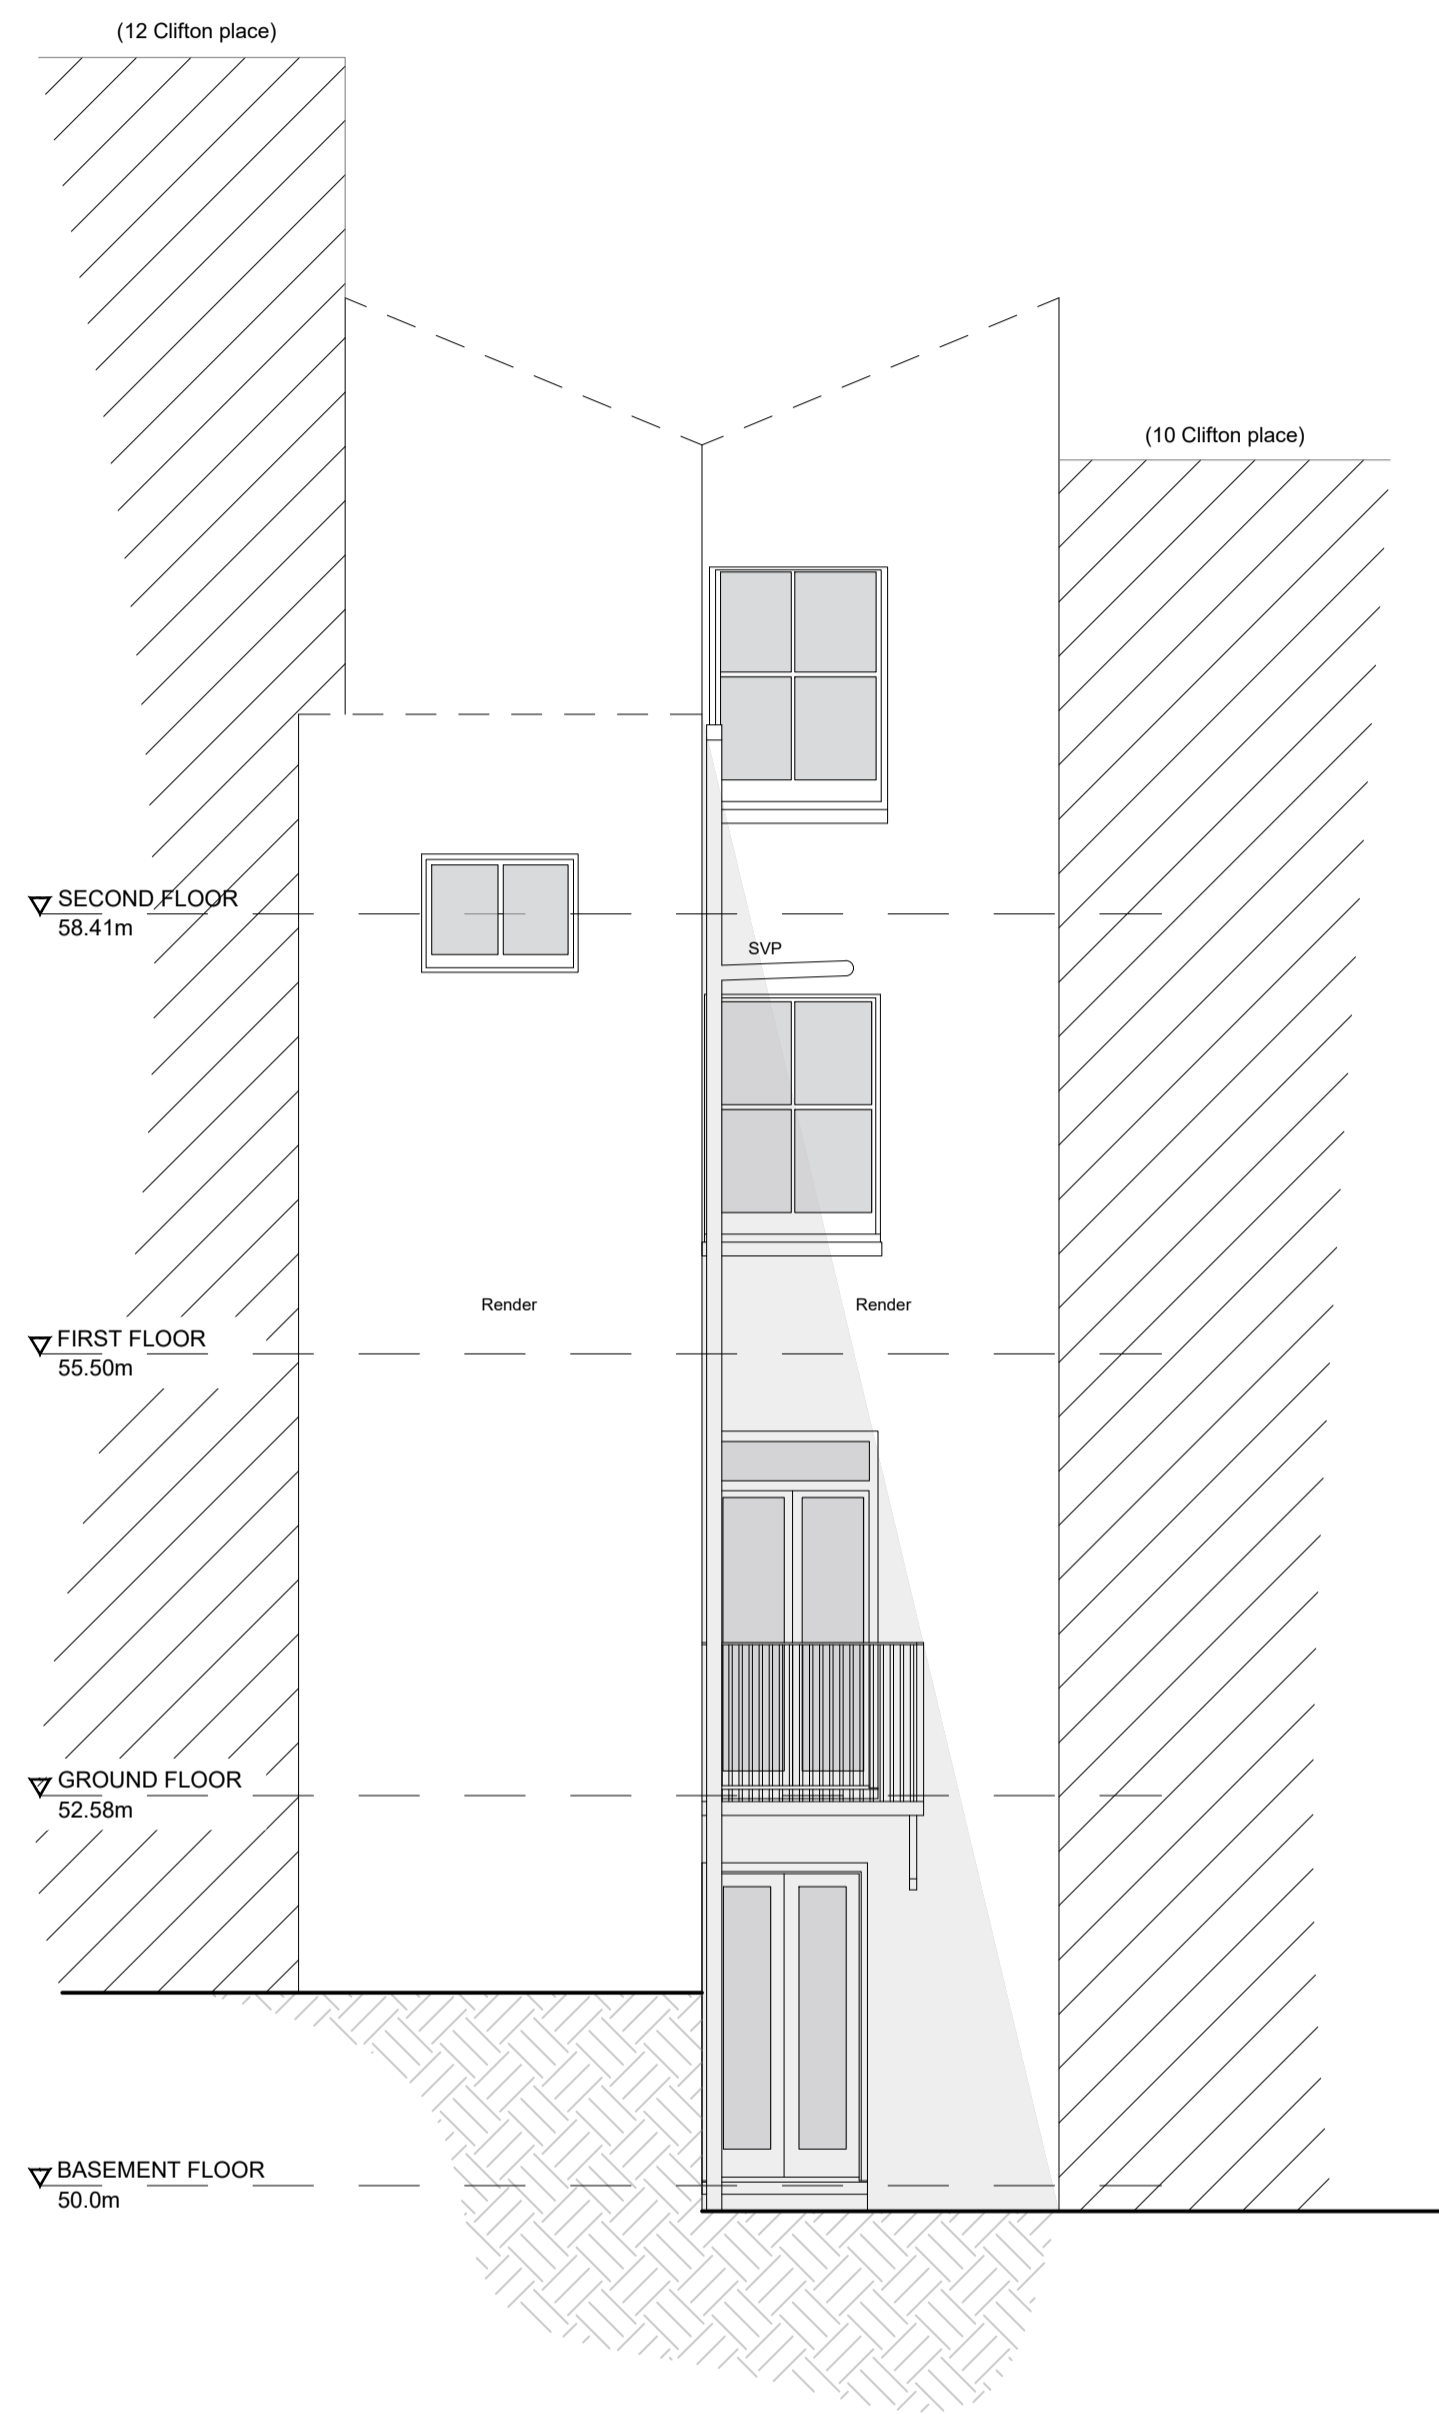 (12 Clifton place)
(10 Clifton place)
SECOND FLOOR
58.41m
SVP
Render
Render
FIRST FLOOR
55.50m
GROUND FLOOR
52.58m
BASEMENT FLOOR
50.0m